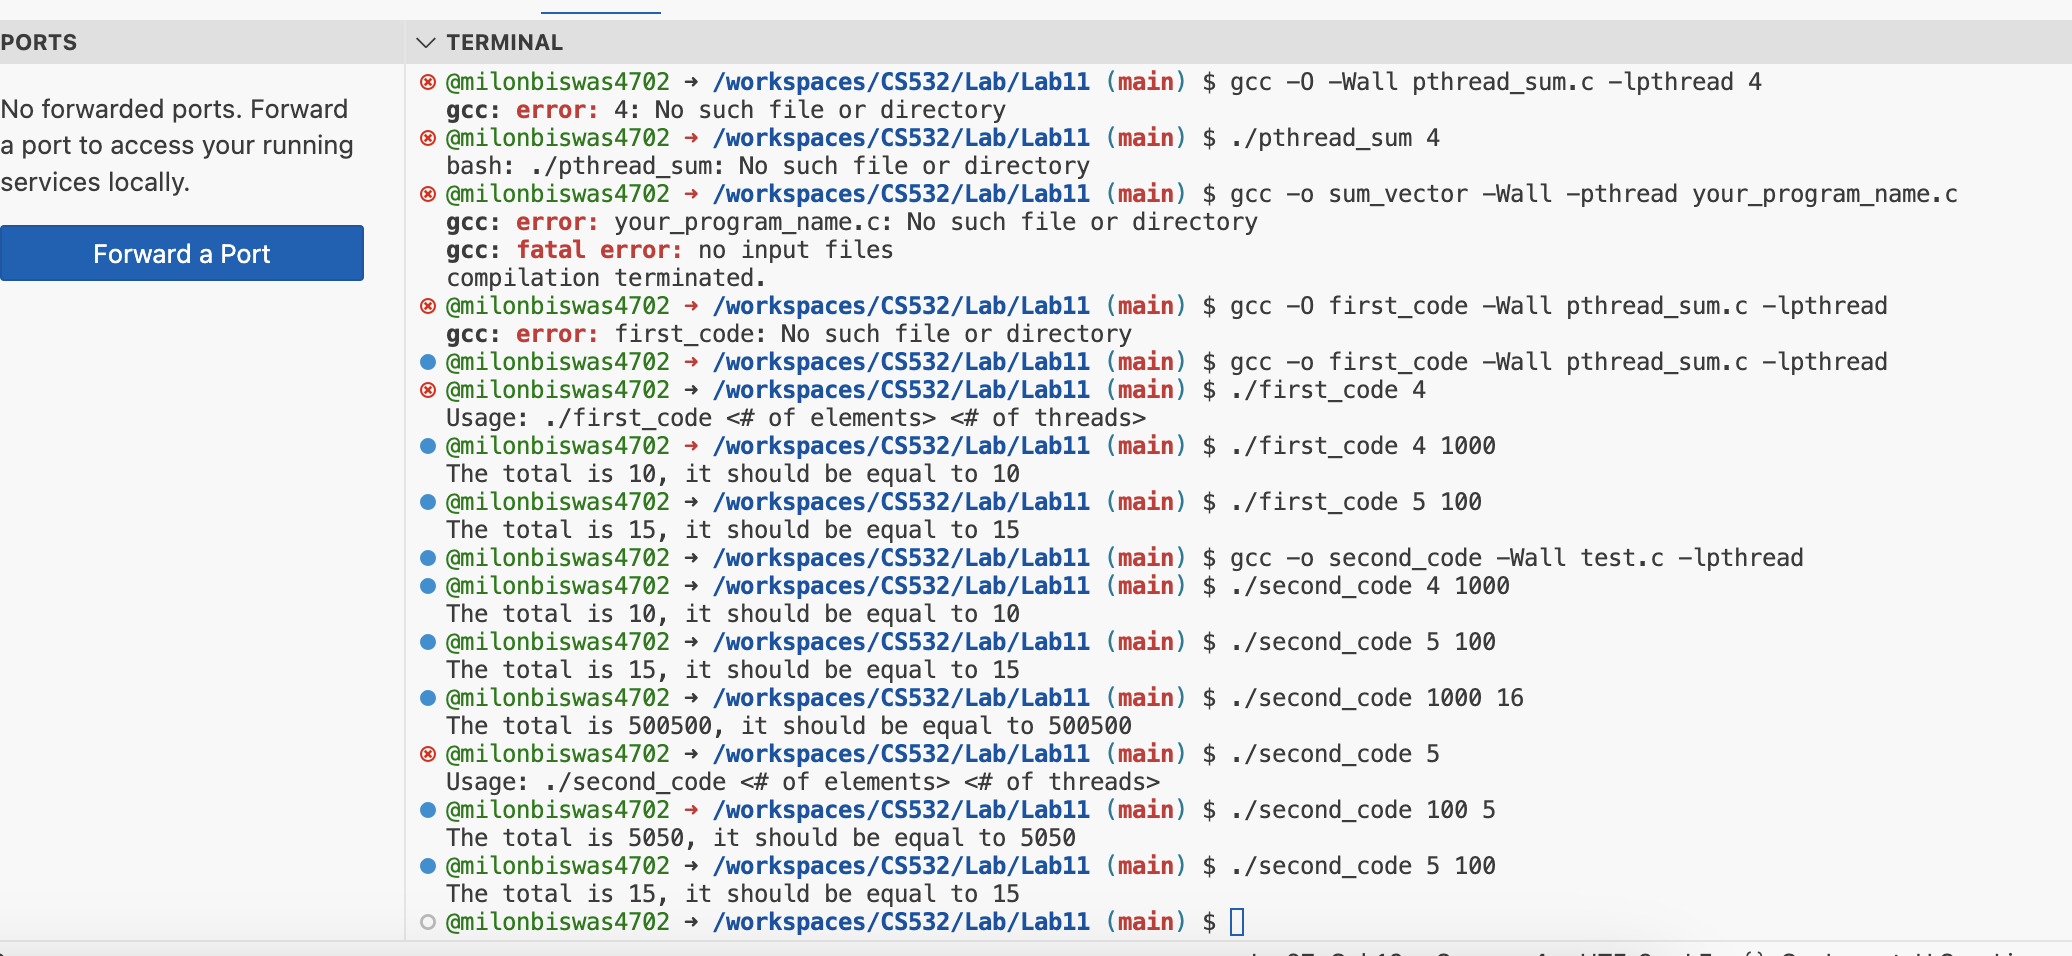 PORTS
No forwarded ports. Forward
a port to access your running
services locally.
Forward a Port
TERMINAL
@milonbiswas4702 → /workspaces/CS532/Lab/Lab11 (main) $ gcc -O -Wall pthread_sum.c -lpthread 4
gcc: error: 4: No such file or directory
@milonbiswas4702 → /workspaces/CS532/Lab/Lab11 (main) $ ./pthread_sum 4
bash: ./pthread_sum: No such file or directory
@milonbiswas4702 → /workspaces/CS532/Lab/Lab11 (main) $ gcc -o sum_vector -Wall -pthread your_program_name.c
gcc: error: your_program_name.c: No such file or directory
gcc: fatal error: no input files
compilation terminated.
@milonbiswas4702 → /workspaces/CS532/Lab/Lab11 (main) $ gcc -O first_code -Wall pthread_sum.c -lpthread
gcc: error: first_code: No such file or directory
@milonbiswas4702 → /workspaces/CS532/Lab/Lab11 (main) $ gcc -o first_code -Wall pthread_sum.c -lpthread
@milonbiswas4702 → /workspaces/CS532/Lab/Lab11 (main) $ ./first_code 4
Usage: ./first_code <# of elements> <# of threads>
@milonbiswas4702 → /workspaces/CS532/Lab/Lab11 (main) $ ./first_code 4 1000
The total is 10, it should be equal to 10
@milonbiswas4702 → /workspaces/CS532/Lab/Lab11 (main) $ ./first_code 5 100
The total is 15, it should be equal to 15
@milonbiswas4702 → /workspaces/CS532/Lab/Lab11 (main) $ gcc -o second_code -Wall test.c -lpthread
@milonbiswas4702 → /workspaces/CS532/Lab/Lab11 (main) $ ./second_code 4 1000
The total is 10, it should be equal to 10
@milonbiswas4702 → /workspaces/CS532/Lab/Lab11 (main) $ ./second_code 5 100
The total is 15, it should be equal to 15
@milonbiswas4702 → /workspaces/CS532/Lab/Lab11 (main) $ ./second_code 1000 16
The total is 500500, it should be equal to 500500
@milonbiswas4702 → /workspaces/CS532/Lab/Lab11 (main) $ ./second_code 5
Usage: ./second_code <# of elements> <# of threads>
@milonbiswas4702 → /workspaces/CS532/Lab/Lab11 (main) $ ./second_code 100 5
The total is 5050, it should be equal to 5050
@milonbiswas4702 → /workspaces/CS532/Lab/Lab11 (main) $ ./second_code 5 100
The total is 15, it should be equal to 15
@milonbiswas4702 → /workspaces/CS532/Lab/Lab11 (main) $